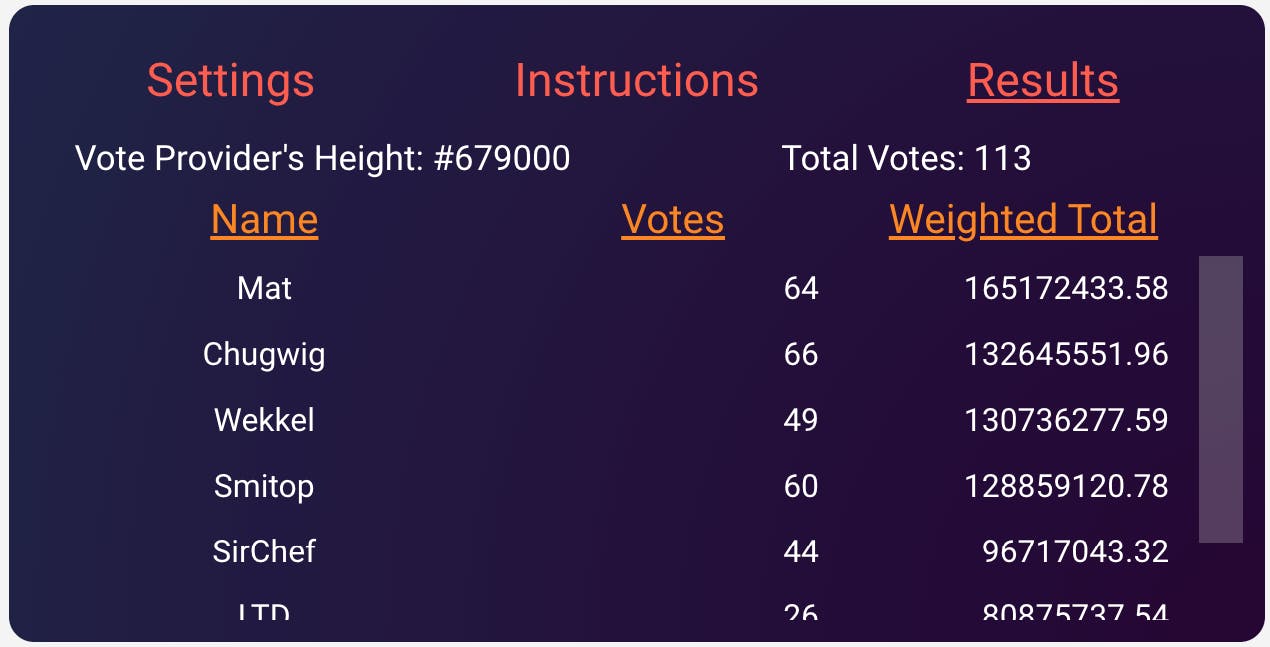 Settings Instructions Results
Vote Provider's Height: #679000 Total Votes: 113
Name Votes Weighted Total
Mat 64 165172433.58
Chugwig 66 132645551.96
Wekkel 49 130736277.59
Smitop 60 128859120.78
SirChef 44 96717043.32
LTD 26 80875737.54